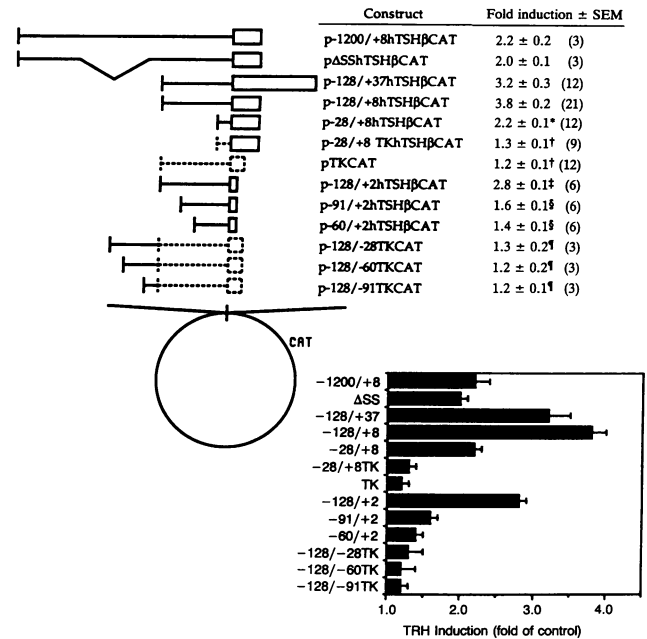 Construct Fold induction ± SEM
p-1200/+8hTSHβCAT 2.2 ± 0.2 (3)
pΔSShTSHβCAT 2.0 ± 0.1 (3)
p-128/+37hTSHβCAT 3.2 ± 0.3 (12)
p-128/+8hTSHβCAT 3.8 ± 0.2 (21)
p-28/+8hTSHβCAT 2.2 ± 0.1* (12)
p-28/+8 TKhTSHβCAT 1.3 ± 0.1† (9)
pTKCAT 1.2 ± 0.1† (12)
p-128/+2hTSHβCAT 2.8 ± 0.1‡ (6)
p-91/+2hTSHβCAT 1.6 ± 0.1§ (6)
p-60/+2hTSHβCAT 1.4 ± 0.1§ (6)
p-128/-28TKCAT 1.3 ± 0.2¶ (3)
p-128/-60TKCAT 1.2 ± 0.2¶ (3)
p-128/-91TKCAT 1.2 ± 0.1¶ (3)
CAT
-1200/+8
ΔSS
-128/+37
-128/+8
-28/+8
-28/+8TK
TK
-128/+2
-91/+2
-60/+2
-128/-28TK
-128/-60TK
-128/-91TK
1.0 2.0 3.0 4.0
TRH Induction (fold of control)